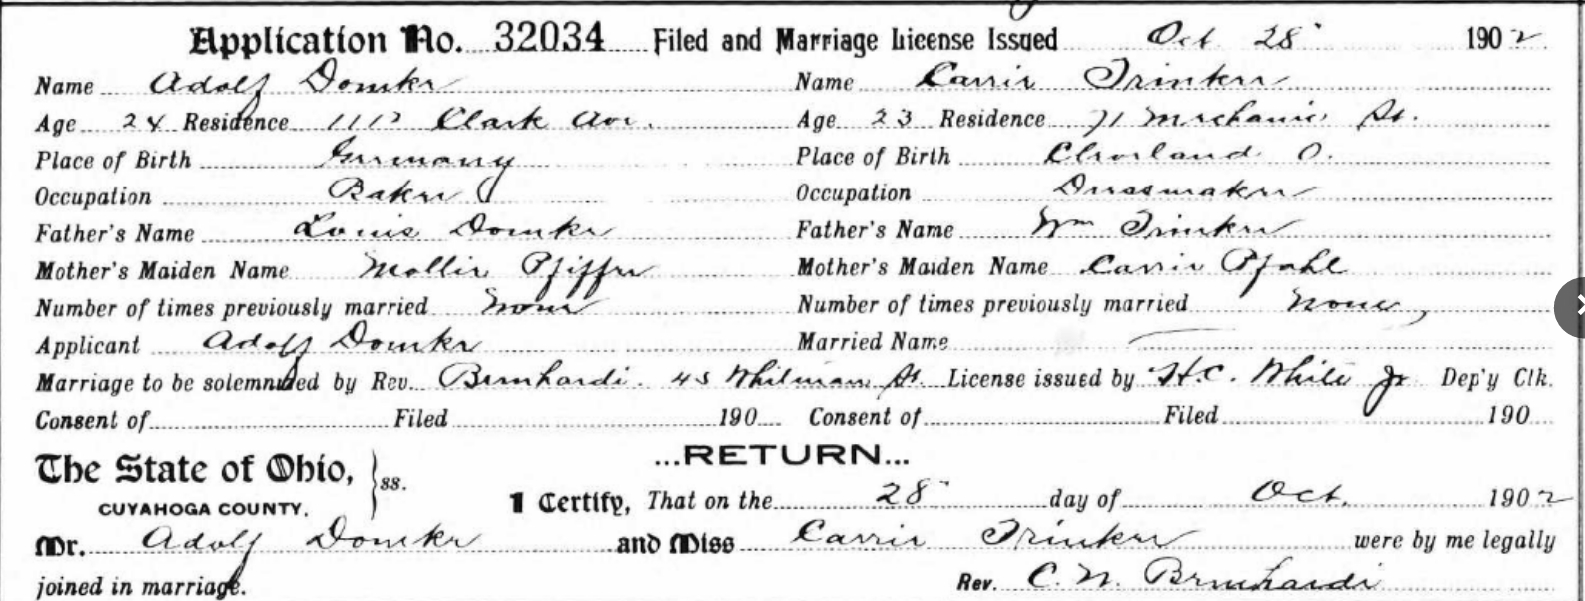 Application No. 32034 Filed and Marriage License Issued Oct 28 1902
Name Adolf Domke Name Carrie Trinker
Age 24 Residence 1112 Clark Ave. Age 23 Residence 71 Mechanic St.
Place of Birth Germany Place of Birth Cleveland O.
Occupation Baker Occupation Dressmaker
Father's Name Louis Domke Father's Name Wm Trinker
Mother's Maiden Name Mollie Pfiffer Mother's Maiden Name Carrie Pfahl
Number of times previously married none Number of times previously married none,
Applicant Adolf Domke Married Name
Marriage to be solemnized by Rev. Bernhardi. 45 Whitman St. License issued by H.C. White Jr Dep'y Clk.
Consent of Filed 190 Consent of Filed 190
...RETURN...
The State of Ohio, } ss.
CUYAHOGA COUNTY. I Certify, That on the 28 day of Oct. 1902
Mr. Adolf Domke and Miss Carrie Trinker were by me legally
joined in marriage. Rev. C. W. Bernhardi